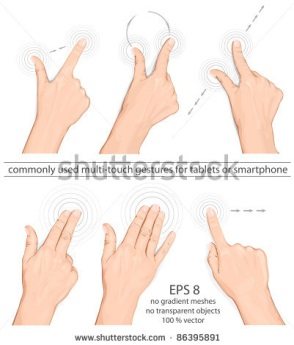 commonly used multi-touch gestures for tablets or smartphone
shutterstock
EPS 8
no gradient meshes
no transparent objects
100 % vector
www.shutterstock.com · 86395891